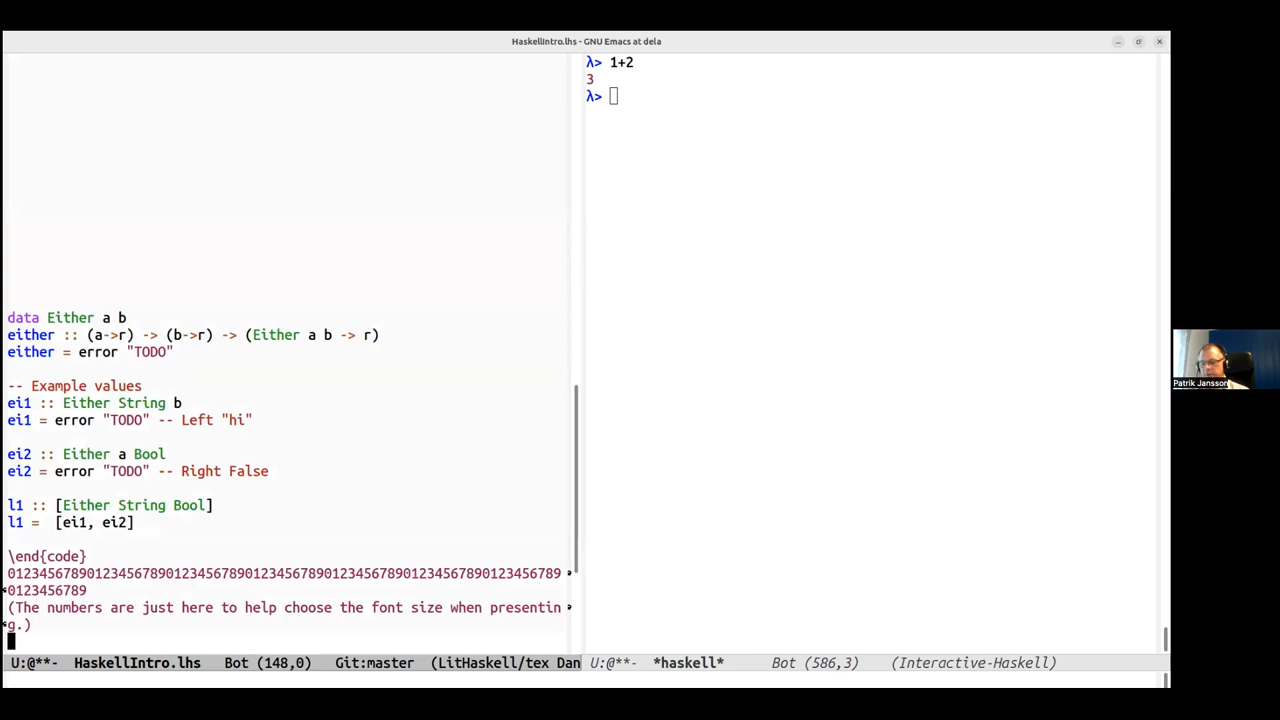 HaskellIntro.lhs - GNU Emacs at dela
data Either a b
either :: (a->r) -> (b->r) -> (Either a b -> r)
either = error "TODO"
-- Example values
ei1 :: Either String b
ei1 = error "TODO" -- Left "hi"
ei2 :: Either a Bool
ei2 = error "TODO" -- Right False
l1 :: [Either String Bool]
l1 =  [ei1, ei2]
\end{code}
01234567890123456789012345678901234567890123456789012345678901234567​89
0123456789
(The numbers are just here to help choose the font size when presentin
g.)
U:@**-  HaskellIntro.lhs   Bot (148,0)   Git:master  (LitHaskell/tex Dan
λ> 1+2
3
λ>
U:@**-  *haskell*      Bot (586,3)    (Interactive-Haskell)
Patrik Jansson